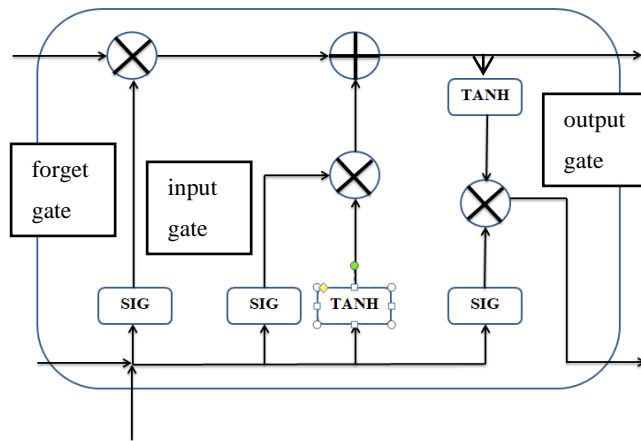 TANH
forget
gate
input
gate
output
gate
SIG
SIG
TANH
SIG